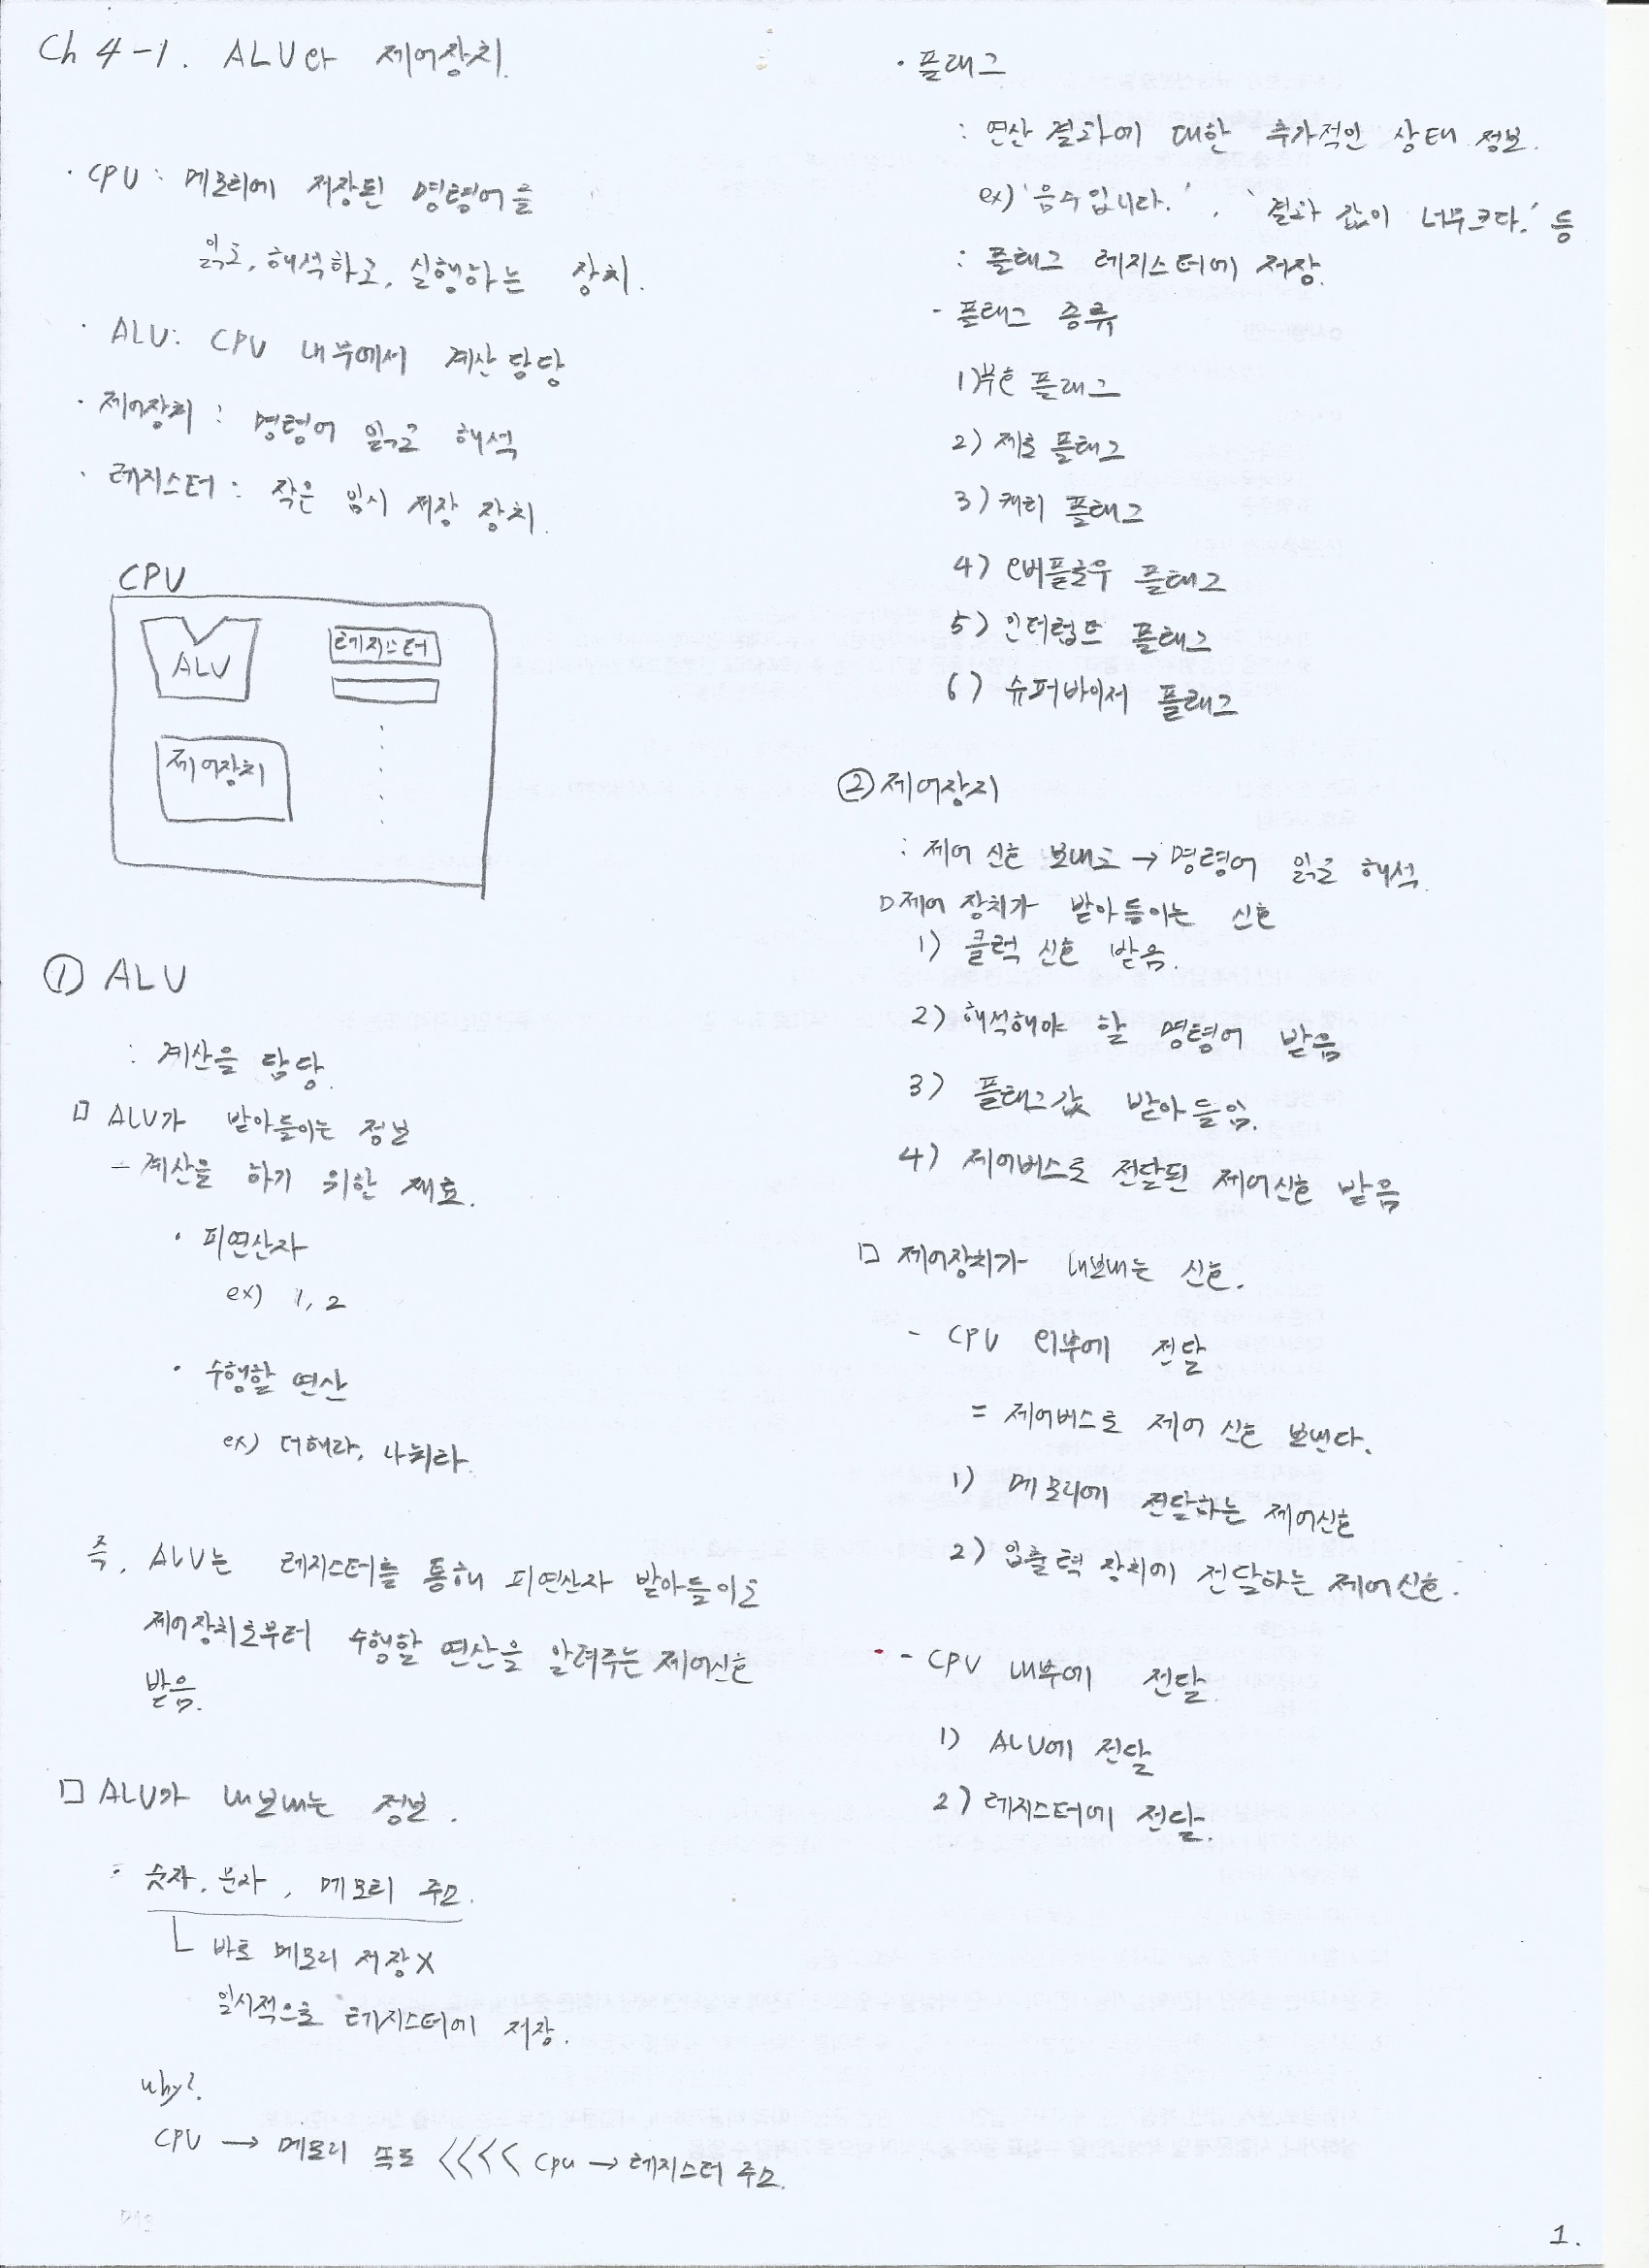 Ch 4-1. ALU와 제어장치.
· CPU : 메모리에 저장된 명령어를
읽고, 해석하고, 실행하는 장치.
· ALU: CPU 내부에서 계산 담당
· 제어장치 : 명령어 읽고 해석
· 레지스터 : 작은 임시 저장 장치.
CPU
ALU
레지스터
제어장치
① ALU
: 계산을 담당.
□ ALU가 받아들이는 정보
- 계산을 하기 위한 재료.
· 피연산자
ex) 1, 2
· 수행할 연산
ex) 더해라, 나눠라.
즉, ALU는 레지스터를 통해 피연산자 받아들이고
제어장치로부터 수행할 연산을 알려주는 제어신호
받음.
□ ALU가 내보내는 정보.
: 숫자, 문자, 메모리 주소.
└ 바로 메모리 저장 X
일시적으로 레지스터에 저장.
why?.
CPU → 메모리 속도 <<<< CPU → 레지스터 주소.
· 플래그
: 연산 결과에 대한 추가적인 상태 정보.
ex) '음수입니다.', '결과 값이 너무크다.' 등
: 플래그 레지스터에 저장.
- 플래그 종류
1) 부호 플래그
2) 제로 플래그
3) 캐리 플래그
4) 오버플로우 플래그
5) 인터럽트 플래그
6) 슈퍼바이저 플래그
② 제어장치
: 제어 신호 보내고 → 명령어 읽고 해석.
□ 제어 장치가 받아들이는 신호
1) 클럭 신호 받음.
2) 해석해야 할 명령어 받음
3) 플래그값 받아들임.
4) 제어버스로 전달된 제어신호 받음
□ 제어장치가 내보내는 신호.
- CPU 외부에 전달
= 제어버스로 제어 신호 보낸다.
1) 메모리에 전달하는 제어신호
2) 입출력 장치에 전달하는 제어신호.
- CPU 내부에 전달.
1) ALU에 전달
2) 레지스터에 전달.
1.